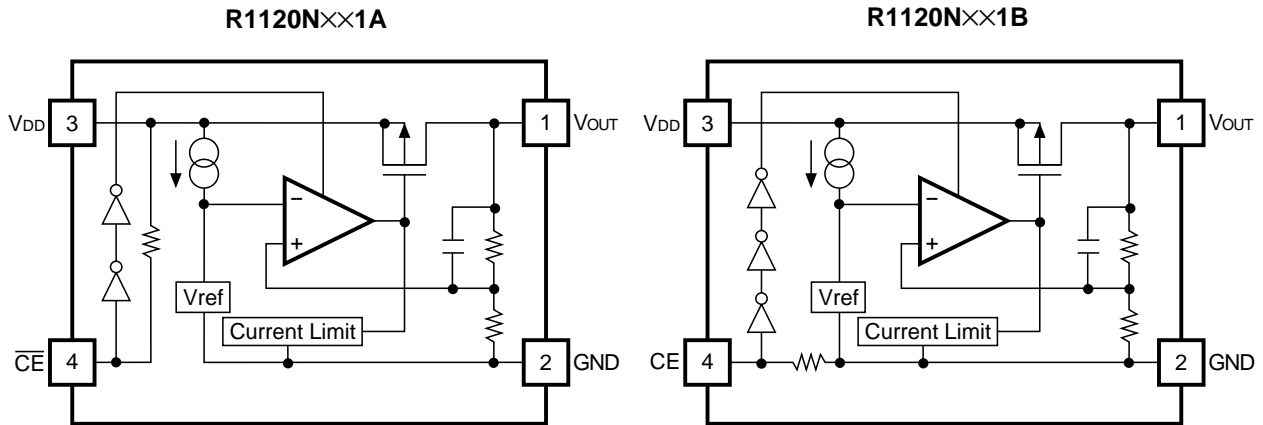 R1120N××1A
VDD 3
1 VOUT
−
+
Vref
Current Limit
C̅E̅ 4
2 GND
R1120N××1B
VDD 3
1 VOUT
−
+
Vref
Current Limit
CE 4
2 GND